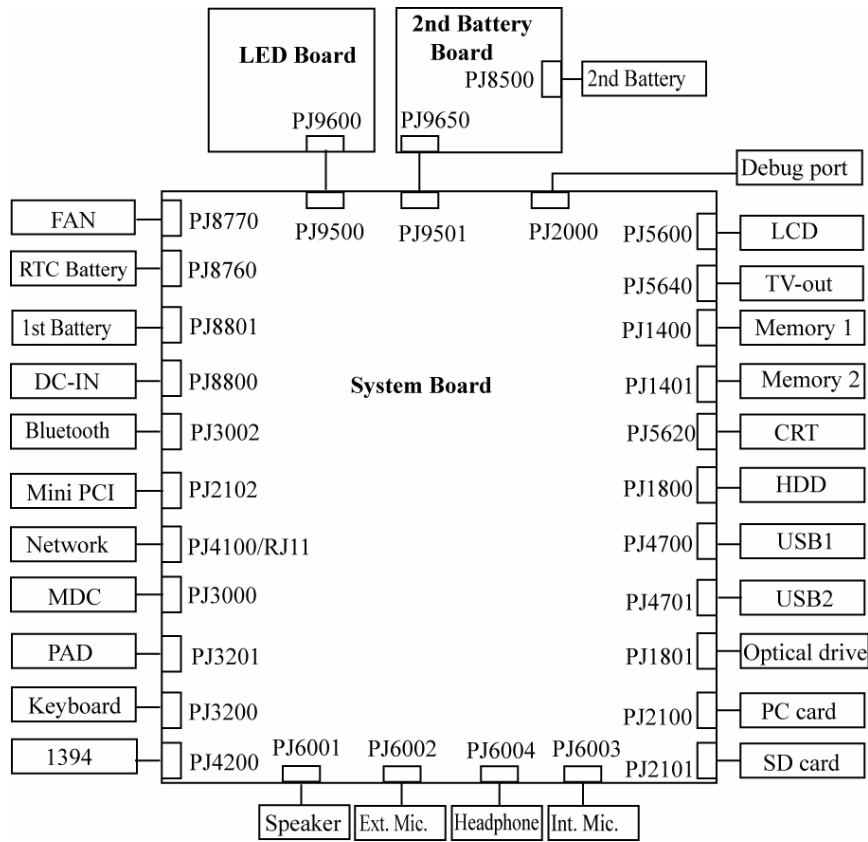 LED Board
2nd Battery
Board
PJ8500
2nd Battery
PJ9600
PJ9650
Debug port
PJ9500
PJ9501
PJ2000
FAN
PJ8770
PJ5600
LCD
RTC Battery
PJ8760
PJ5640
TV-out
1st Battery
PJ8801
PJ1400
Memory 1
DC-IN
PJ8800
System Board
PJ1401
Memory 2
Bluetooth
PJ3002
PJ5620
CRT
Mini PCI
PJ2102
PJ1800
HDD
Network
PJ4100/RJ11
PJ4700
USB1
MDC
PJ3000
PJ4701
USB2
PAD
PJ3201
PJ1801
Optical drive
Keyboard
PJ3200
PJ2100
PC card
1394
PJ4200
PJ6001
PJ6002
PJ6004
PJ6003
PJ2101
SD card
Speaker
Ext. Mic.
Headphone
Int. Mic.